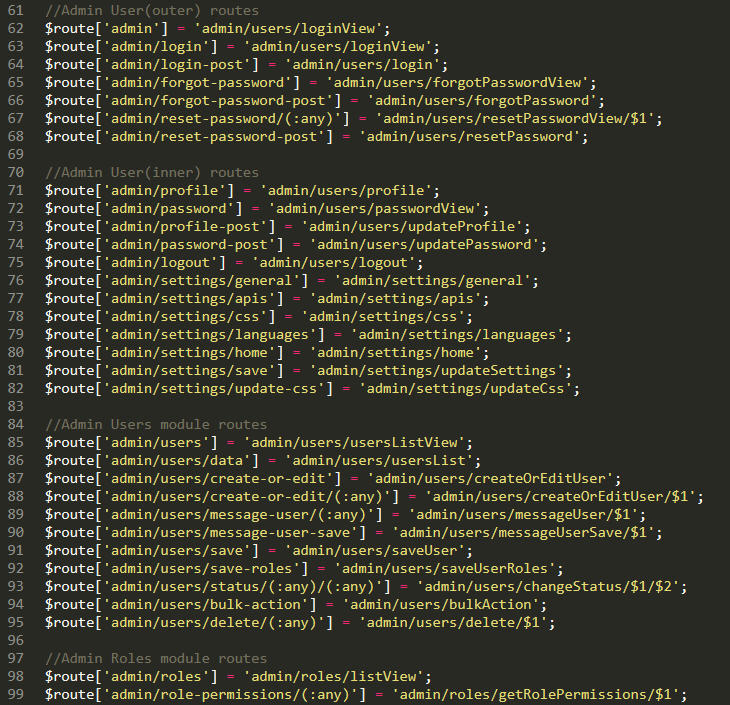 61 //Admin User(outer) routes
62 $route['admin'] = 'admin/users/loginView';
63 $route['admin/login'] = 'admin/users/loginView';
64 $route['admin/login-post'] = 'admin/users/login';
65 $route['admin/forgot-password'] = 'admin/users/forgotPasswordView';
66 $route['admin/forgot-password-post'] = 'admin/users/forgotPassword';
67 $route['admin/reset-password/(:any)'] = 'admin/users/resetPasswordView/$1';
68 $route['admin/reset-password-post'] = 'admin/users/resetPassword';
69
70 //Admin User(inner) routes
71 $route['admin/profile'] = 'admin/users/profile';
72 $route['admin/password'] = 'admin/users/passwordView';
73 $route['admin/profile-post'] = 'admin/users/updateProfile';
74 $route['admin/password-post'] = 'admin/users/updatePassword';
75 $route['admin/logout'] = 'admin/users/logout';
76 $route['admin/settings/general'] = 'admin/settings/general';
77 $route['admin/settings/apis'] = 'admin/settings/apis';
78 $route['admin/settings/css'] = 'admin/settings/css';
79 $route['admin/settings/languages'] = 'admin/settings/languages';
80 $route['admin/settings/home'] = 'admin/settings/home';
81 $route['admin/settings/save'] = 'admin/settings/updateSettings';
82 $route['admin/settings/update-css'] = 'admin/settings/updateCss';
83
84 //Admin Users module routes
85 $route['admin/users'] = 'admin/users/usersListView';
86 $route['admin/users/data'] = 'admin/users/usersList';
87 $route['admin/users/create-or-edit'] = 'admin/users/createOrEditUser';
88 $route['admin/users/create-or-edit/(:any)'] = 'admin/users/createOrEditUser/$1';
89 $route['admin/users/message-user/(:any)'] = 'admin/users/messageUser/$1';
90 $route['admin/users/message-user-save'] = 'admin/users/messageUserSave/$1';
91 $route['admin/users/save'] = 'admin/users/saveUser';
92 $route['admin/users/save-roles'] = 'admin/users/saveUserRoles';
93 $route['admin/users/status/(:any)/(:any)'] = 'admin/users/changeStatus/$1/$2';
94 $route['admin/users/bulk-action'] = 'admin/users/bulkAction';
95 $route['admin/users/delete/(:any)'] = 'admin/users/delete/$1';
96
97 //Admin Roles module routes
98 $route['admin/roles'] = 'admin/roles/listView';
99 $route['admin/role-permissions/(:any)'] = 'admin/roles/getRolePermissions/$1';